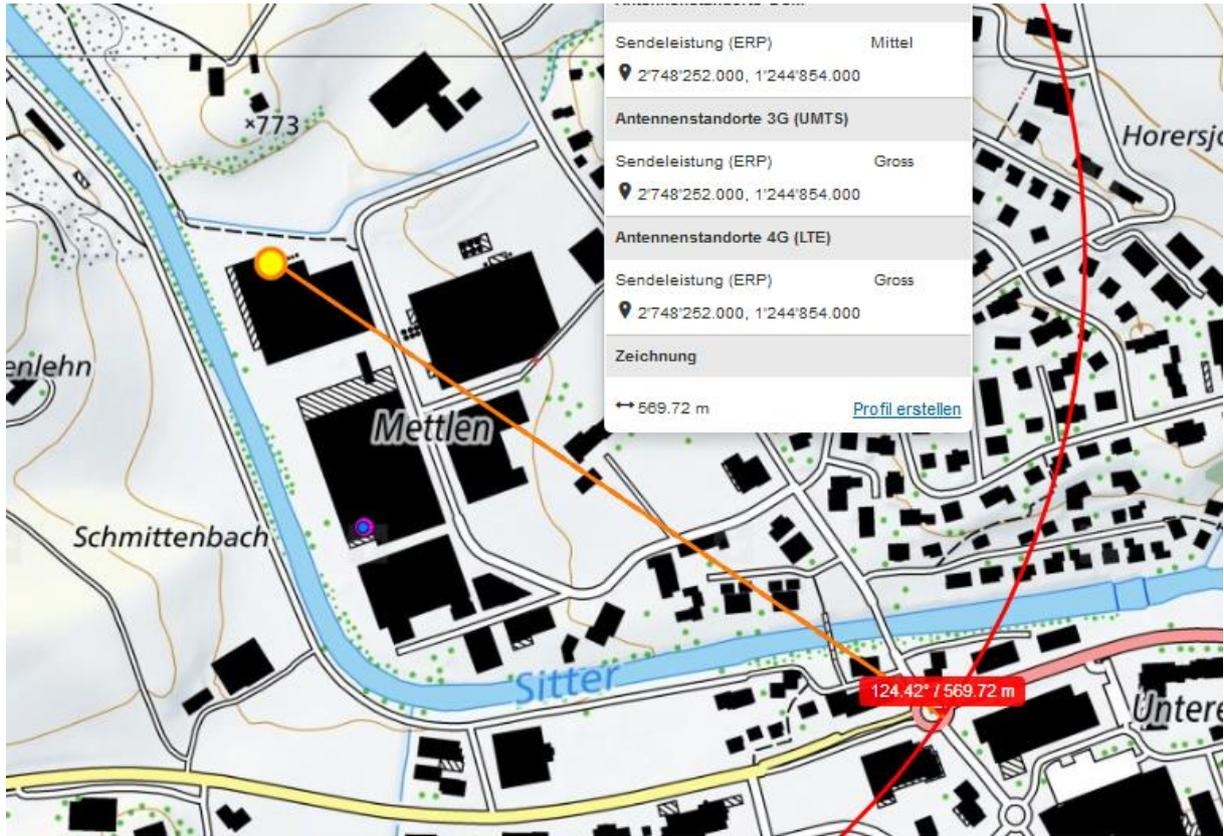 Sendeleistung (ERP) Mittel
2'748'252.000, 1'244'854.000
Antennenstandorte 3G (UMTS)
Sendeleistung (ERP) Gross
2'748'252.000, 1'244'854.000
Antennenstandorte 4G (LTE)
Sendeleistung (ERP) Gross
2'748'252.000, 1'244'854.000
Zeichnung
569.72 m Profil erstellen
×773
Horersj
enlehn
Mettlen
Schmittenbach
Sitter
124.42° / 569.72 m
Untere